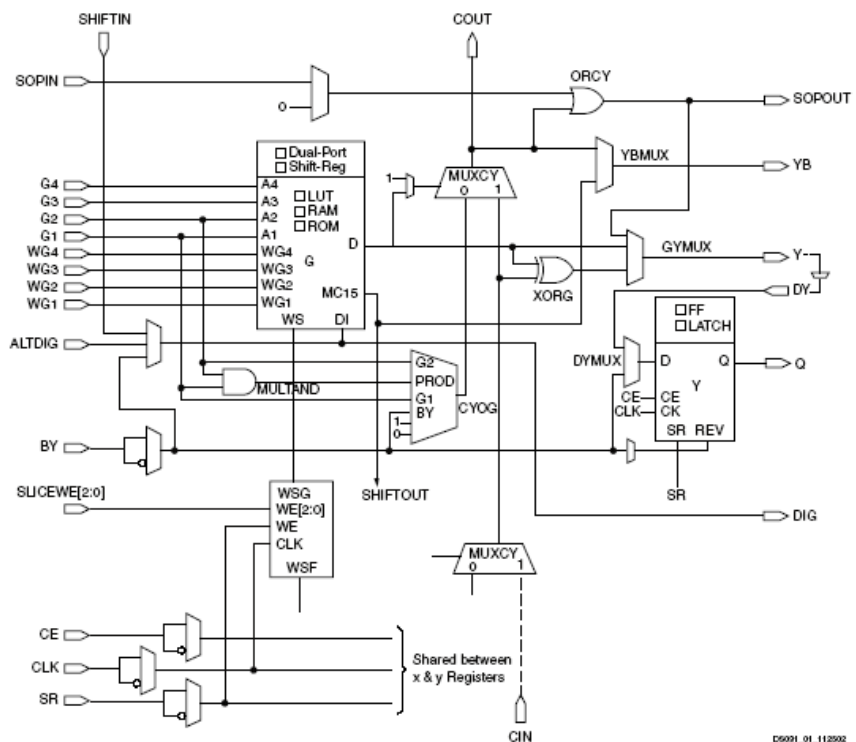 SHIFTIN
COUT
SOPIN
0
ORCY
SOPOUT
Dual-Port
Shift-Reg
YBMUX
YB
G4
G3
G2
G1
WG4
WG3
WG2
WG1
A4
A3
A2
A1
WG4
WG3
WG2
WG1
LUT
RAM
ROM
G
D
MC15
WS
DI
1
MUXCY
0 1
GYMUX
Y
XORG
DY
FF
LATCH
DYMUX
D
Q
Q
Y
CE
CLK
CE
CK
SR REV
SR
ALTDIG
MULTAND
G2
PROD
G1
BY
1
0
CYOG
BY
SLICEWE[2:0]
WSG
WE[2:0]
WE
CLK
WSF
SHIFTOUT
DIG
MUXCY
0 1
CE
CLK
SR
Shared between
x & y Registers
CIN
DS031_01_112502